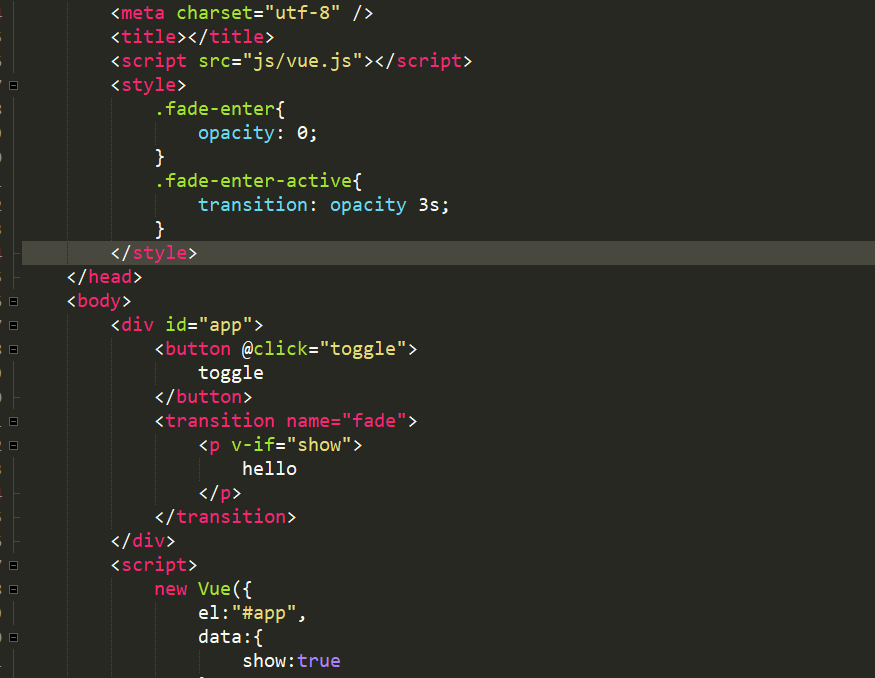 <meta charset="utf-8" />
<title></title>
<script src="js/vue.js"></script>
<style>
.fade-enter{
opacity: 0;
}
.fade-enter-active{
transition: opacity 3s;
}
</style>
</head>
<body>
<div id="app">
<button @click="toggle">
toggle
</button>
<transition name="fade">
<p v-if="show">
hello
</p>
</transition>
</div>
<script>
new Vue({
el:"#app",
data:{
show:true